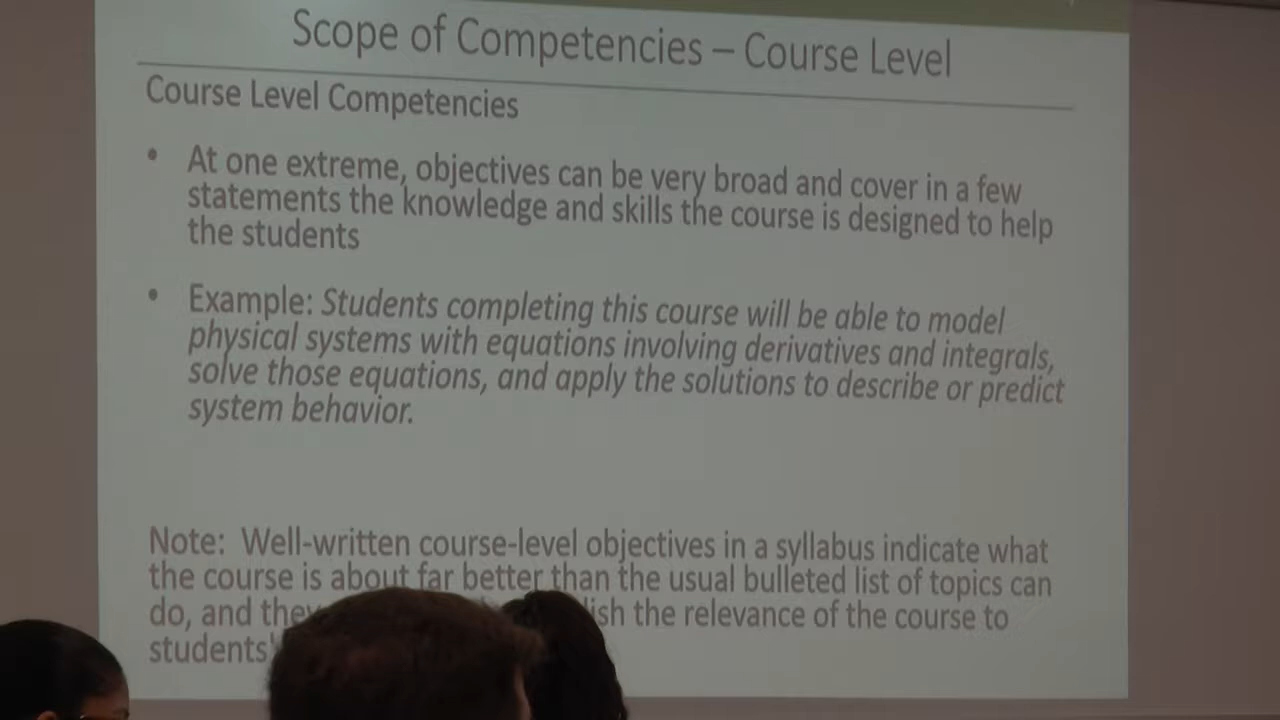 Scope of Competencies – Course Level
Course Level Competencies
• At one extreme, objectives can be very broad and cover in a few
statements the knowledge and skills the course is designed to help
the students
• Example: Students completing this course will be able to model
physical systems with equations involving derivatives and integrals,
solve those equations, and apply the solutions to describe or predict
system behavior.
Note: Well-written course-level objectives in a syllabus indicate what
the course is about far better than the usual bulleted list of topics can
do, and the relevance of the course to